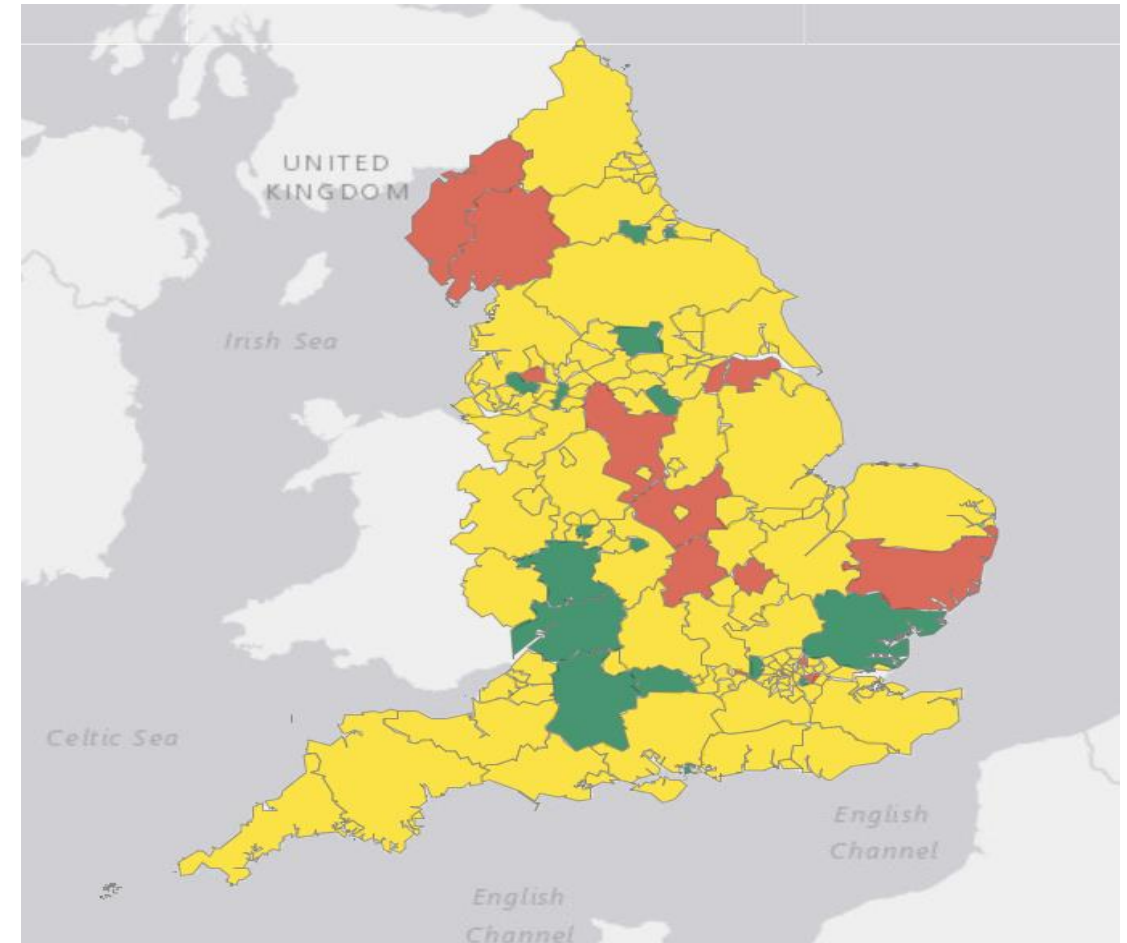 UNITED
KINGDOM
Irish Sea
Celtic Sea
English
Channel
English
Channel